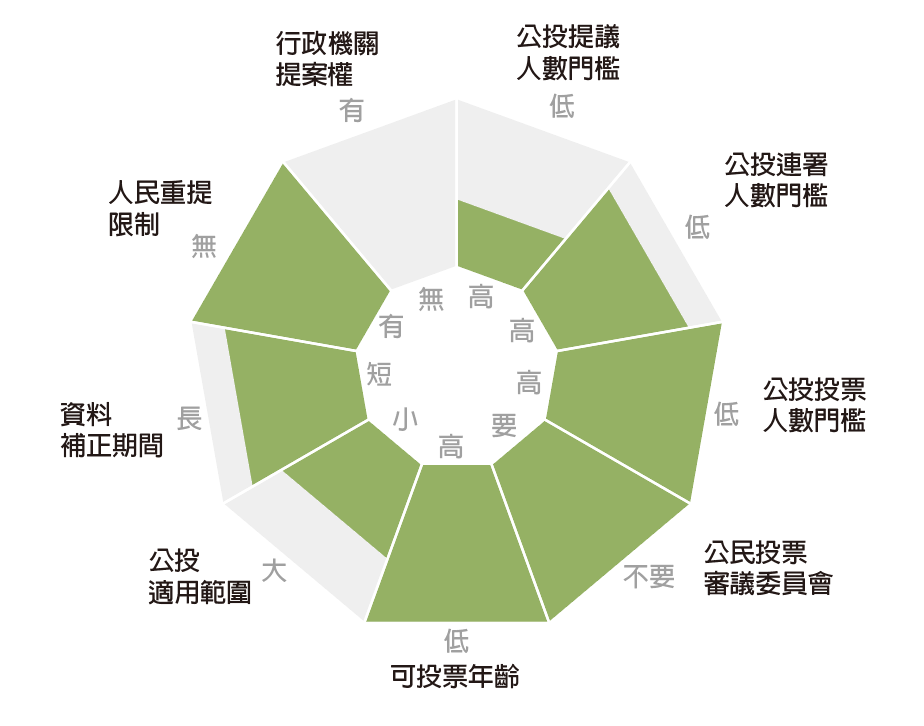 行政機關
提案權
有
公投提議
人數門檻
低
公投連署
人數門檻
低
公投投票
人數門檻
低
公民投票
審議委員會
不要
低
可投票年齡
公投
適用範圍
大
資料
補正期間
長
人民重提
限制
無
無
高
高
高
要
高
小
短
有